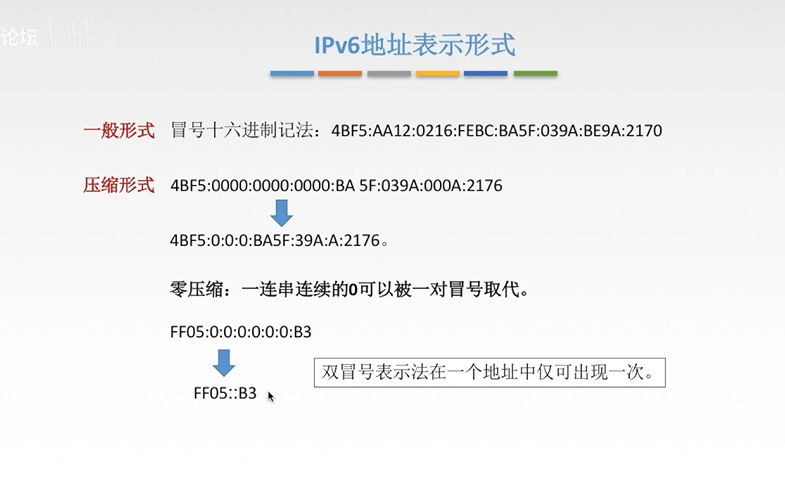 论坛
IPv6地址表示形式
一般形式 冒号十六进制记法：4BF5:AA12:0216:FEBC:BA5F:039A:BE9A:2170
压缩形式 4BF5:0000:0000:0000:BA 5F:039A:000A:2176
4BF5:0:0:0:BA5F:39A:A:2176。
零压缩：一连串连续的0可以被一对冒号取代。
FF05:0:0:0:0:0:0:B3
双冒号表示法在一个地址中仅可出现一次。
FF05::B3